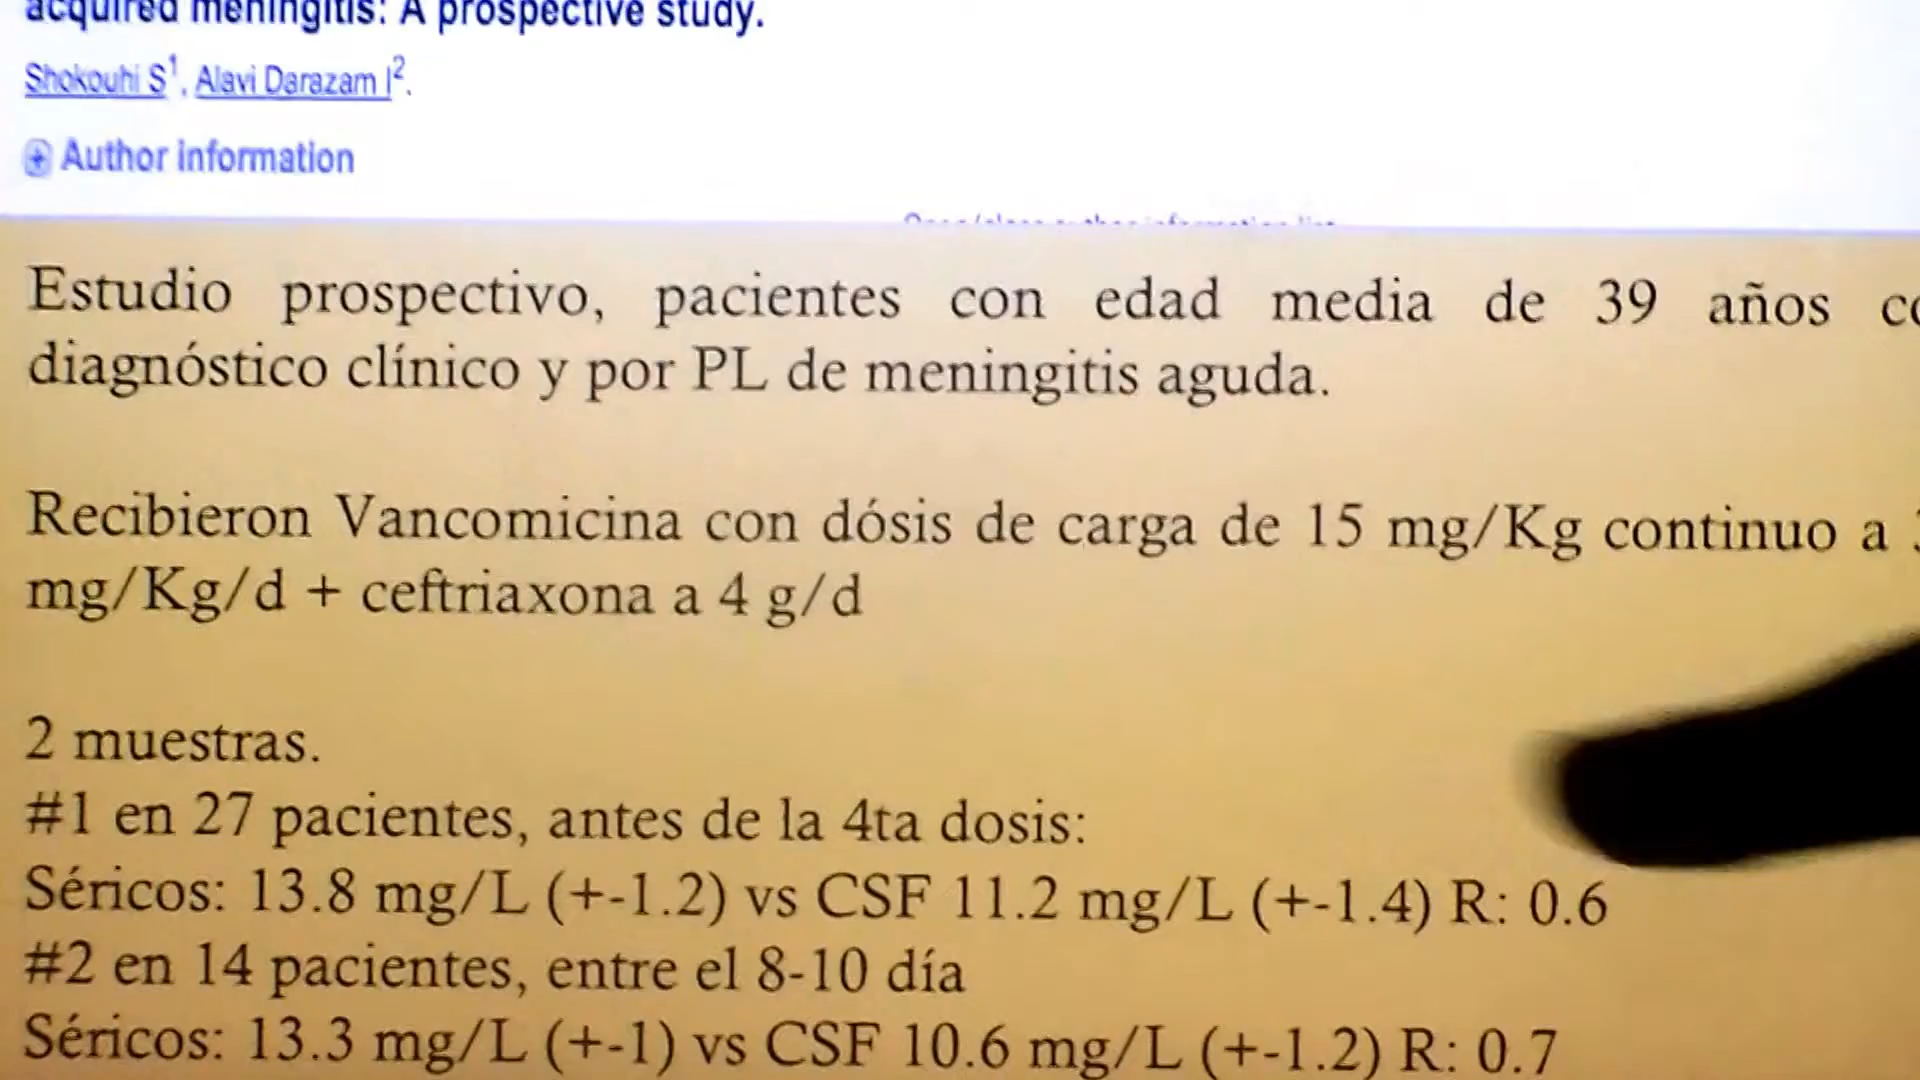 acquired meningitis: A prospective study.
Shokouhi S1, Alavi Darazam I2.
Author information
Estudio prospectivo, pacientes con edad media de 39 años
diagnóstico clínico y por PL de meningitis aguda.
Recibieron Vancomicina con dósis de carga de 15 mg/Kg continuo a
mg/Kg/d + ceftriaxona a 4 g/d
2 muestras.
#1 en 27 pacientes, antes de la 4ta dosis:
Séricos: 13.8 mg/L (+-1.2) vs CSF 11.2 mg/L (+-1.4) R: 0.6
#2 en 14 pacientes, entre el 8-10 día
Séricos: 13.3 mg/L (+-1) vs CSF 10.6 mg/L (+-1.2) R: 0.7